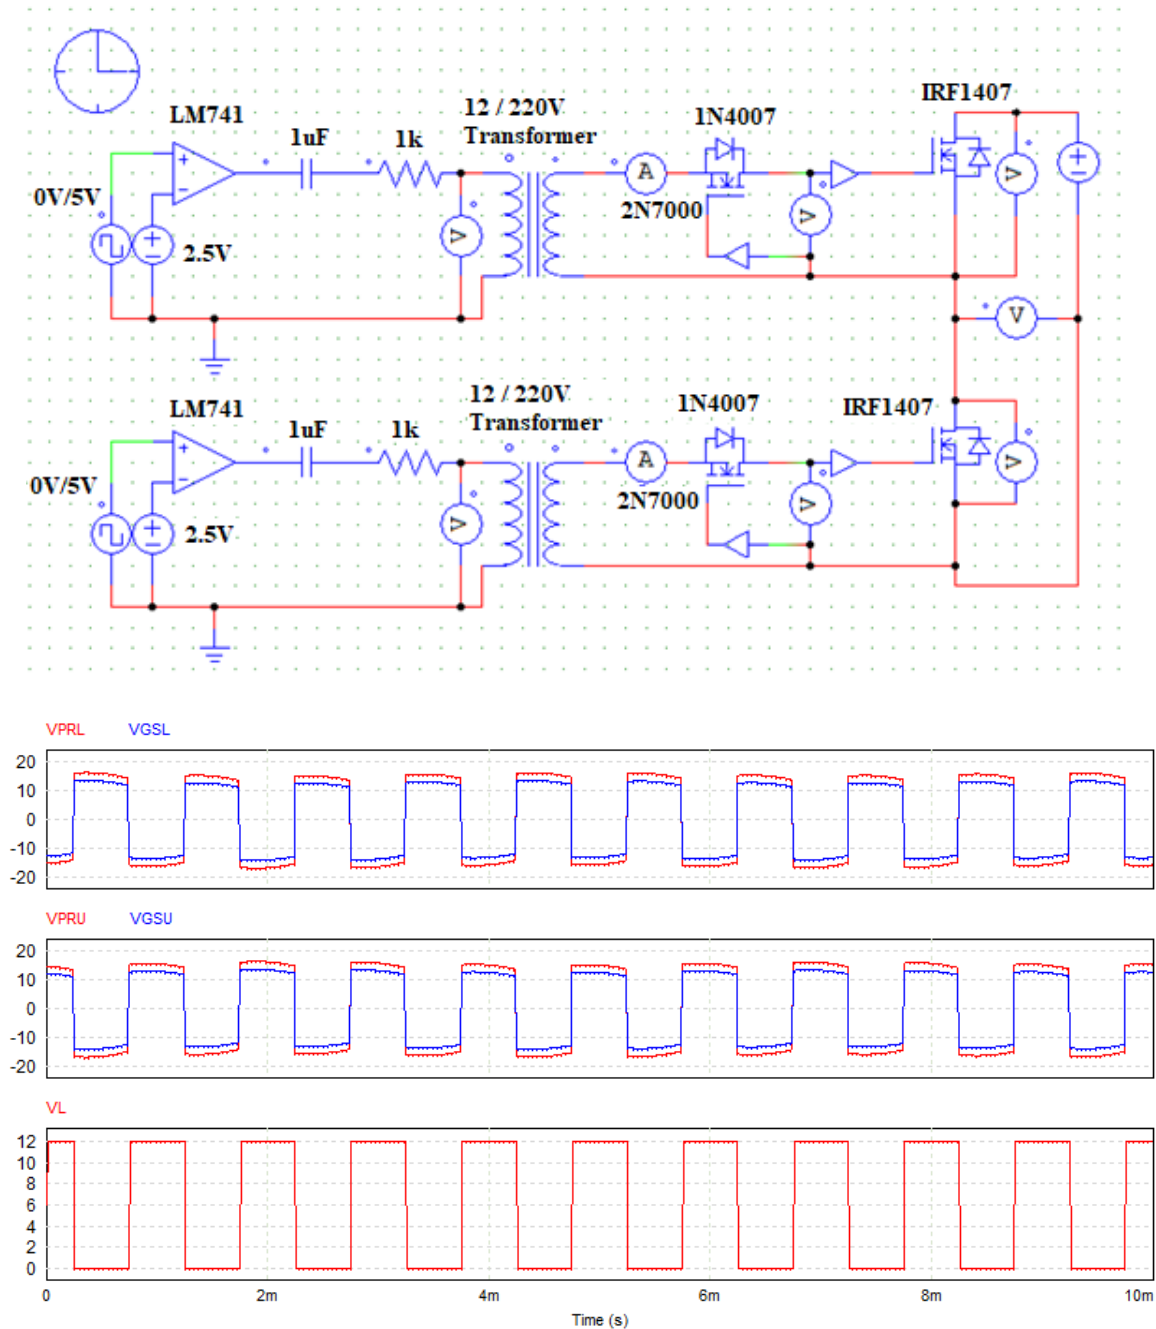 IRF1407
12 / 220V
Transformer
1N4007
LM741
1uF
1k
0V/5V
A
2N7000
V
V
V
2.5V
V
12 / 220V
Transformer
1N4007
IRF1407
LM741
1uF
1k
0V/5V
A
2N7000
V
V
V
2.5V
VPRL VGSL
20
10
0
-10
-20
VPRU VGSU
20
10
0
-10
-20
VL
12
10
8
6
4
2
0
0 2m 4m 6m 8m 10m
Time (s)